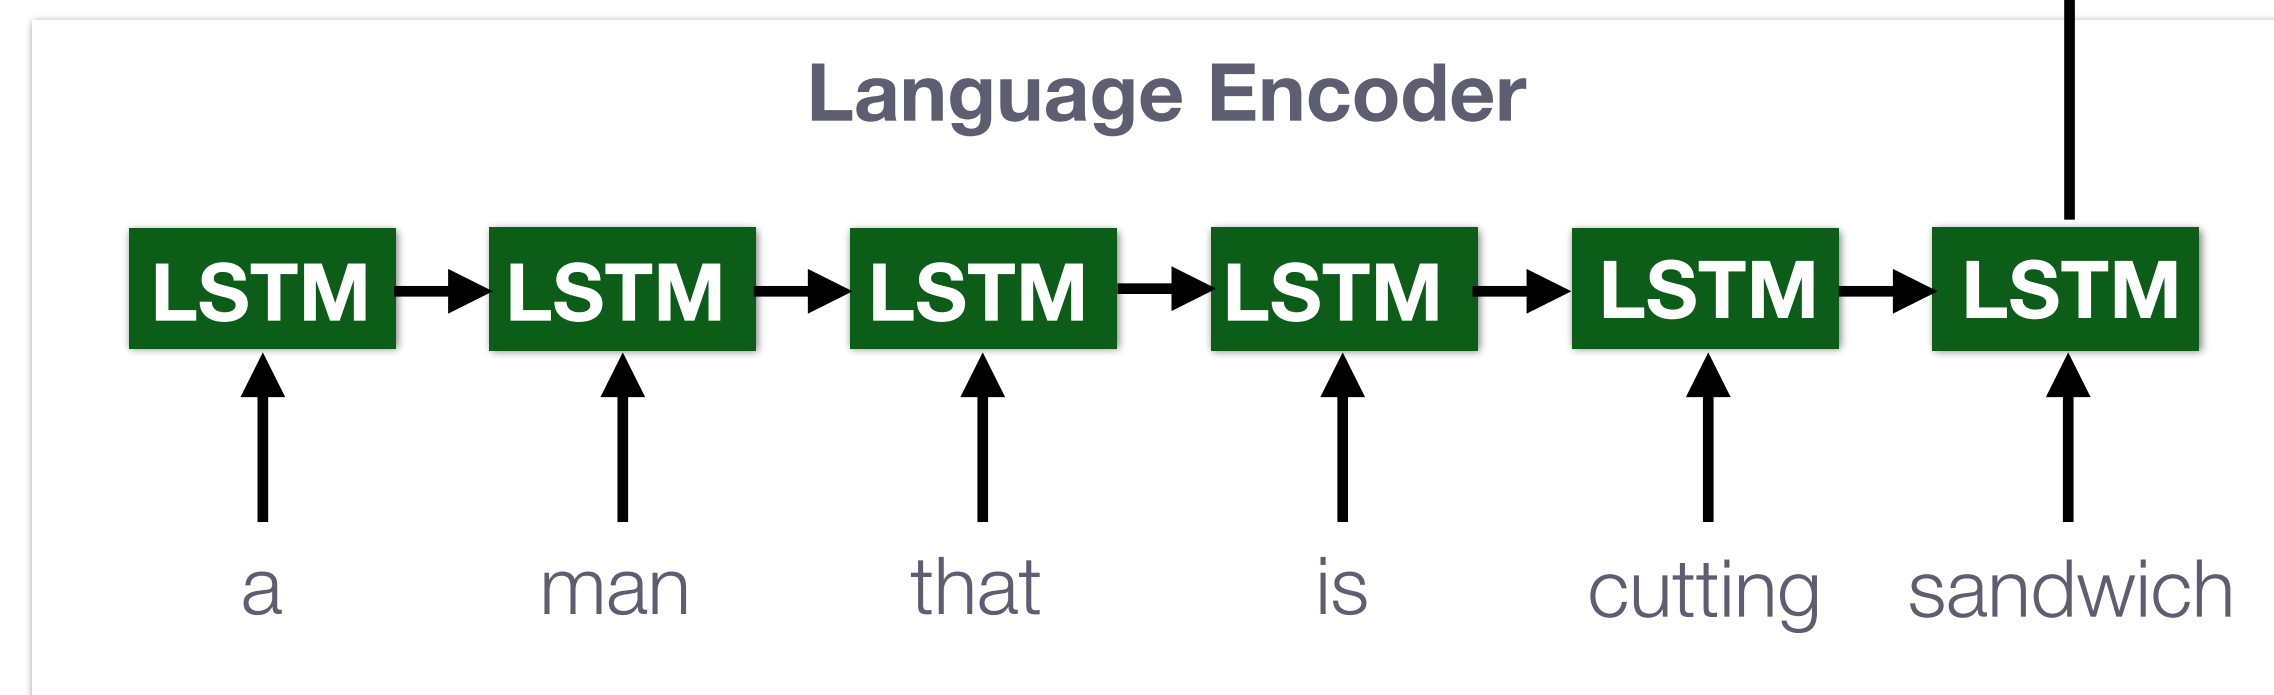 Language Encoder
LSTM LSTM LSTM LSTM LSTM LSTM
a man that is cutting sandwich